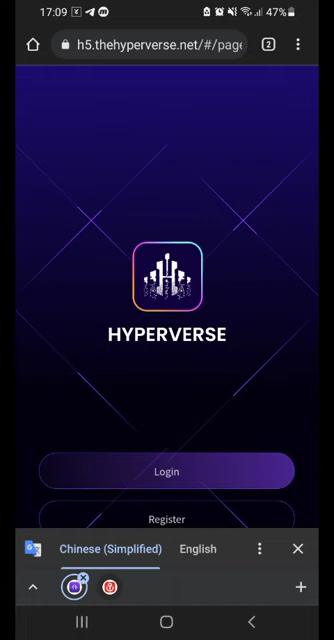 17:09
47%
h5.thehyperverse.net/#/page
2
HYPERVERSE
Login
Register
Chinese (Simplified) English